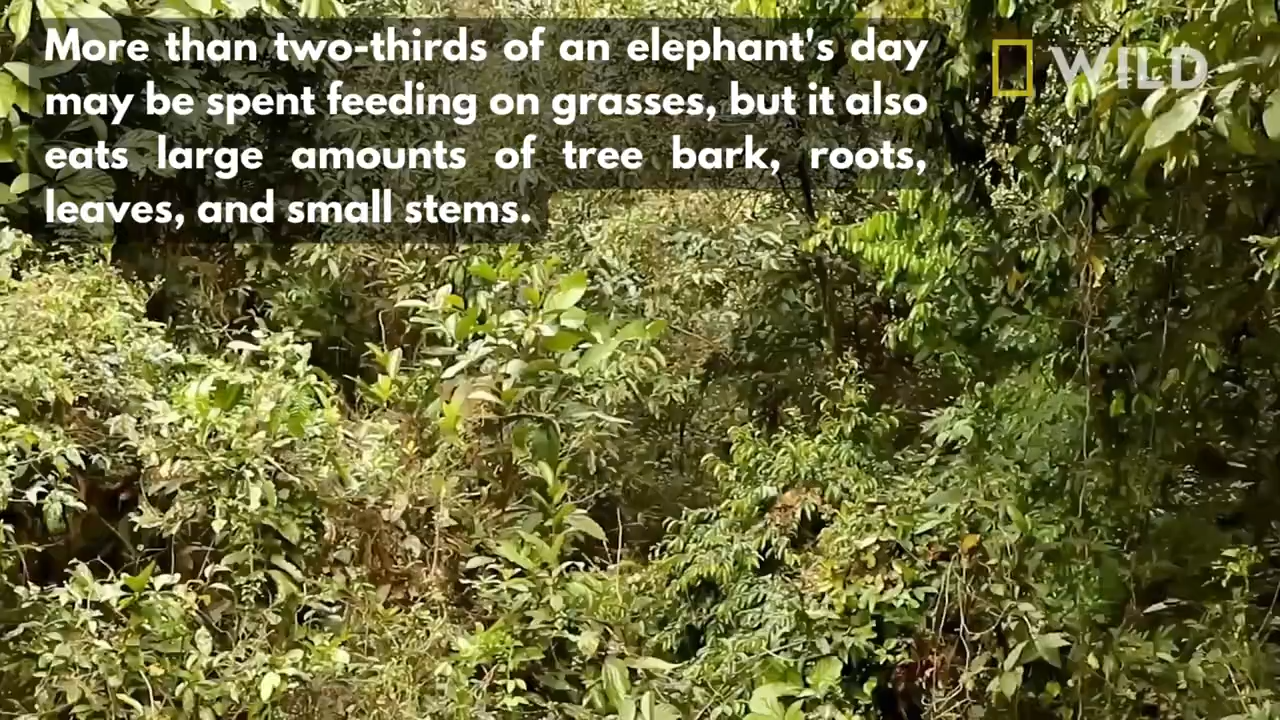 More than two-thirds of an elephant's day
may be spent feeding on grasses, but it also
eats large amounts of tree bark, roots,
leaves, and small stems.
WILD